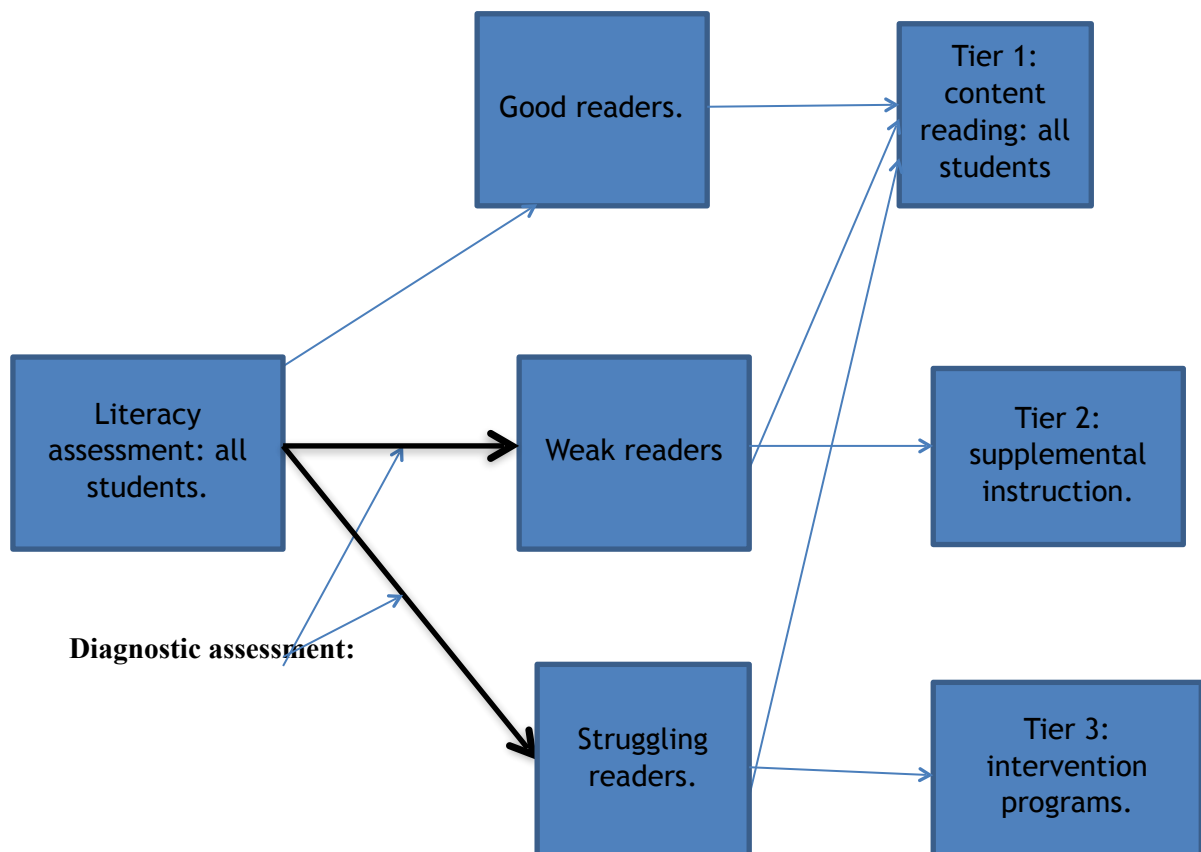 Good readers.
Tier 1:
content
reading: all
students
Literacy
assessment: all
students.
Weak readers
Tier 2:
supplemental
instruction.
Diagnostic assessment:
Struggling
readers.
Tier 3:
intervention
programs.